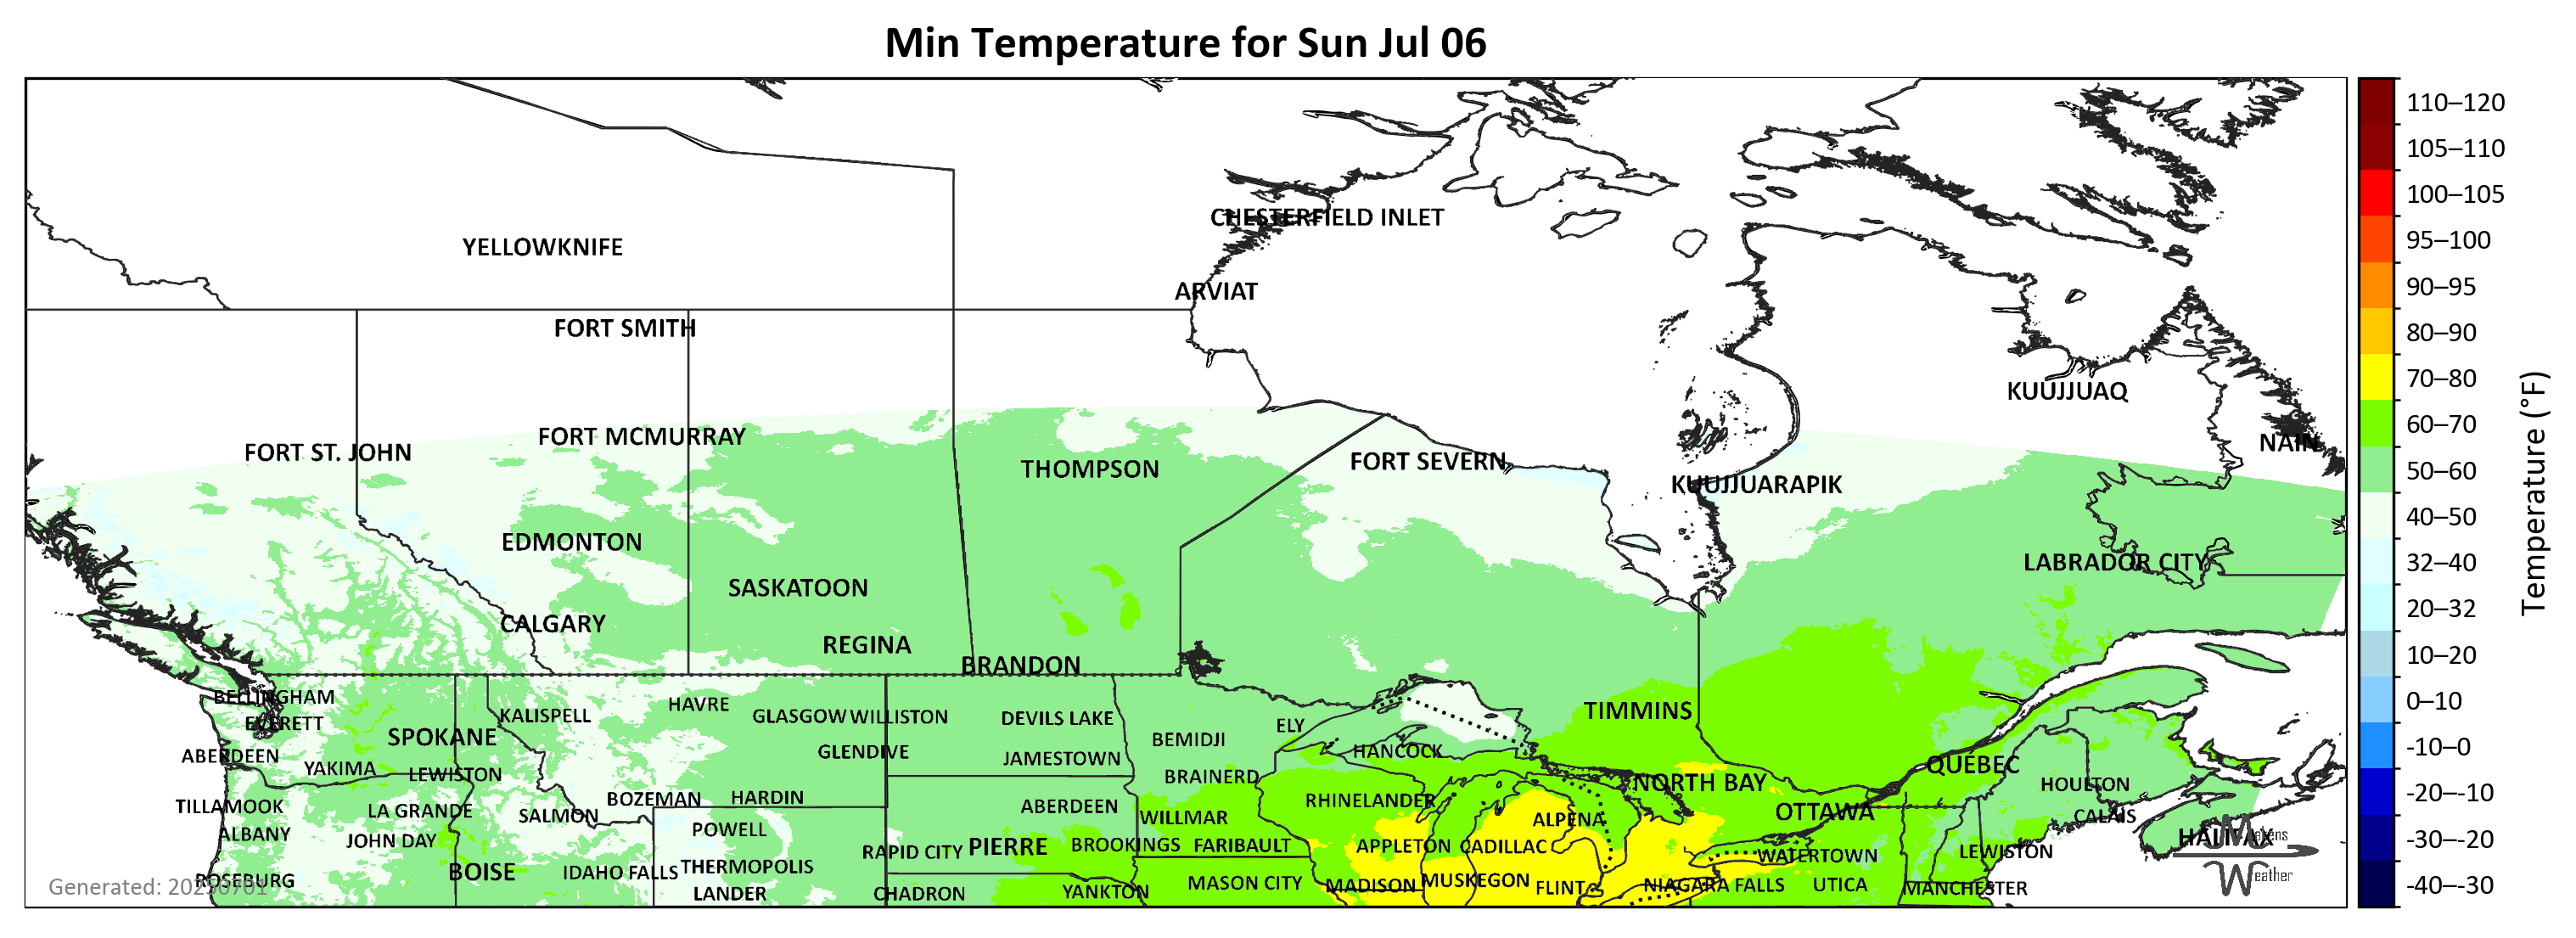 Min Temperature for Sun Jul 06
110–120
105–110
100–105
95–100
90–95
80–90
70–80
60–70
50–60
40–50
32–40
20–32
10–20
0–10
-10–0
-20–-10
-30–-20
-40–-30
Temperature (°F)
CHESTERFIELD INLET
YELLOWKNIFE
ARVIAT
FORT SMITH
KUUJJUAQ
FORT MCMURRAY
NAIN
FORT ST. JOHN
FORT SEVERN
THOMPSON
KUUJJUARAPIK
EDMONTON
LABRADOR CITY
SASKATOON
CALGARY
REGINA
BRANDON
BELLINGHAM
HAVRE
TIMMINS
KALISPELL
GLASGOW
WILLISTON
DEVILS LAKE
EVERETT
ELY
SPOKANE
BEMIDJI
GLENDIVE
HANCOCK
ABERDEEN
JAMESTOWN
QUÉBEC
YAKIMA
LEWISTON
BRAINERD
NORTH BAY
HOULTON
BOZEMAN
HARDIN
RHINELANDER
TILLAMOOK
ABERDEEN
LA GRANDE
OTTAWA
SALMON
CALAIS
WILLMAR
ALPENA
POWELL
ALBANY
HALIFAX
JOHN DAY
BROOKINGS
FARIBAULT
APPLETON
CADILLAC
PIERRE
RAPID CITY
LEWISTON
WATERTOWN
THERMOPOLIS
BOISE
IDAHO FALLS
ROSEBURG
MUSKEGON
MASON CITY
NIAGARA FALLS
UTICA
MADISON
FLINT
MANCHESTER
YANKTON
LANDER
CHADRON
Makens
Weather